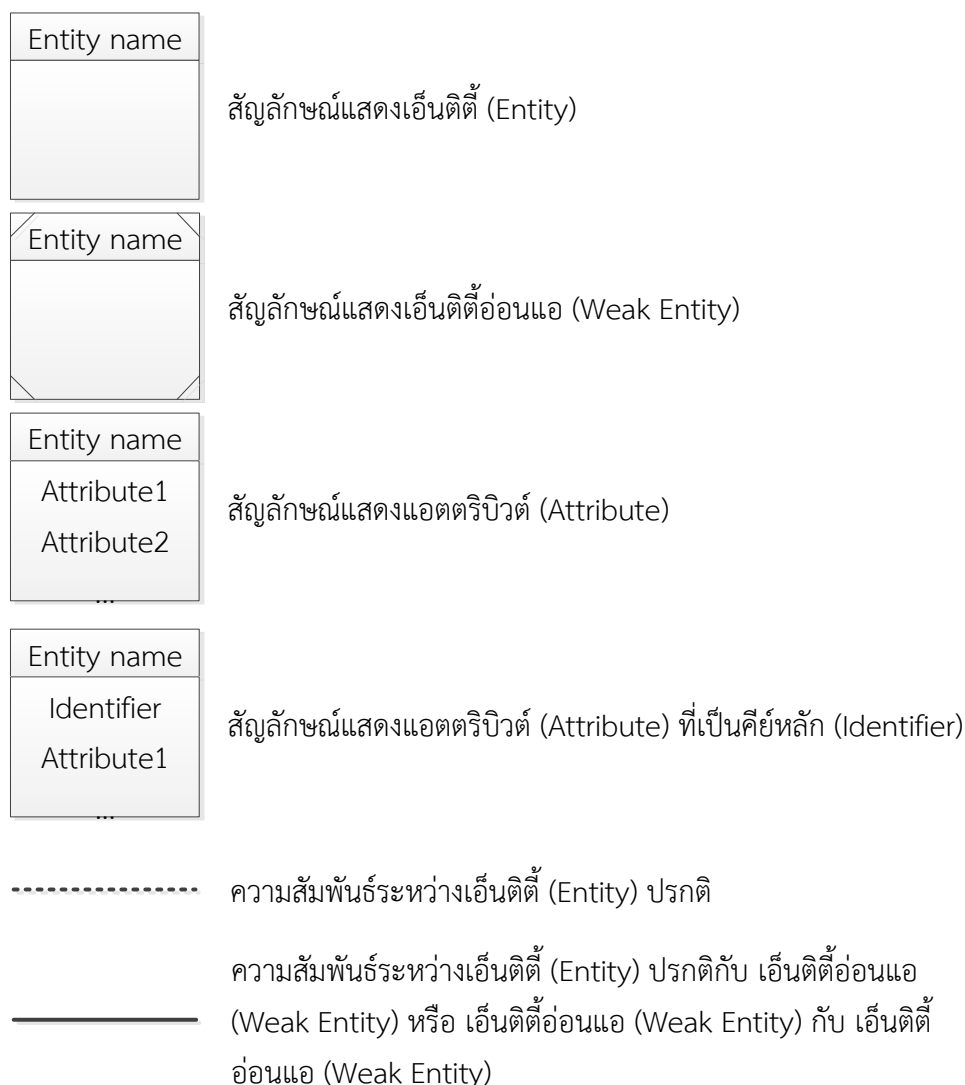 Entity name
สัญลักษณ์แสดงเอ็นติตี้ (Entity)
Entity name
สัญลักษณ์แสดงเอ็นติตี้อ่อนแอ (Weak Entity)
Entity name
Attribute1
Attribute2
...
สัญลักษณ์แสดงแอตตริบิวต์ (Attribute)
Entity name
Identifier
Attribute1
...
สัญลักษณ์แสดงแอตตริบิวต์ (Attribute) ที่เป็นคีย์หลัก (Identifier)
ความสัมพันธ์ระหว่างเอ็นติตี้ (Entity) ปรกติ
ความสัมพันธ์ระหว่างเอ็นติตี้ (Entity) ปรกติกับ เอ็นติตี้อ่อนแอ
(Weak Entity) หรือ เอ็นติตี้อ่อนแอ (Weak Entity) กับ เอ็นติตี้
อ่อนแอ (Weak Entity)